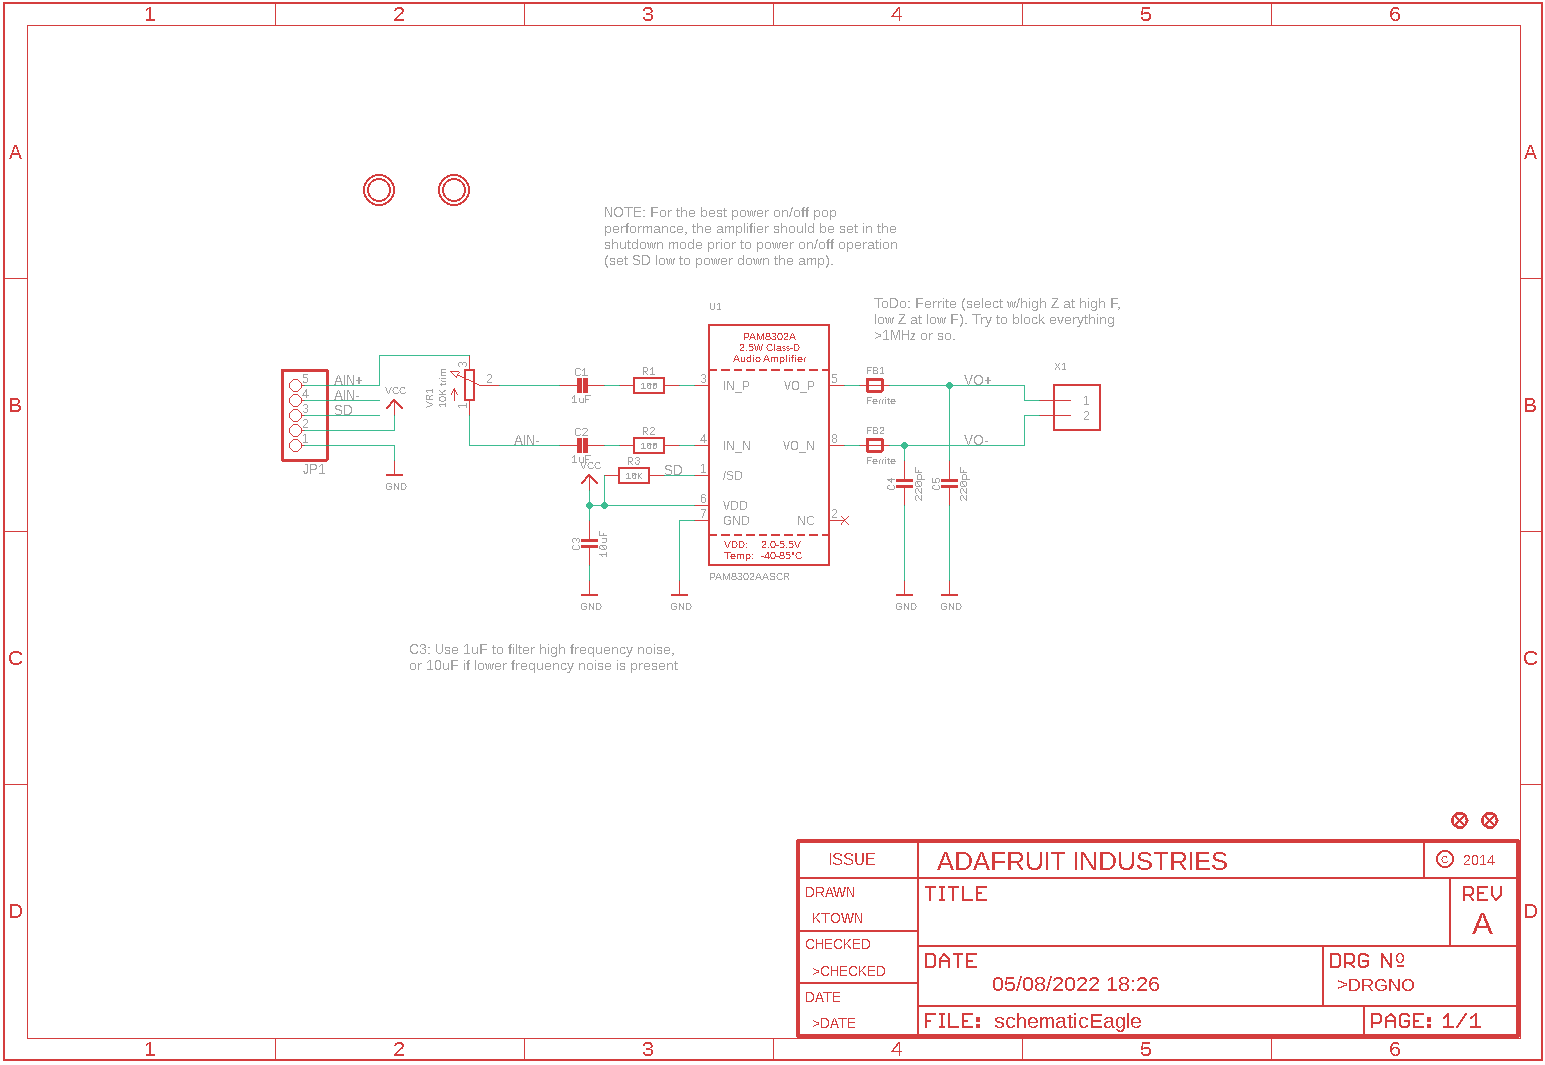 1 2 3 4 5 6
A A
NOTE: For the best power on/off pop
performance, the amplifier should be set in the
shutdown mode prior to power on/off operation
(set SD low to power down the amp).
ToDo: Ferrite (select w/high Z at high F,
low Z at low F). Try to block everything
>1MHz or so.
U1
PAM8302A
2.5W Class-D
Audio Amplifier
X1
B B
5 AIN+
4 AIN-
3 SD
2
1
JP1
VCC
GND
VR1
10K trim
3
2
1
AIN-
C1
1uF
R1
100
3 IN_P
VO_P 5
FB1
Ferrite
VO+
1
2
C2
1uF
R2
100
4 IN_N
VO_N 8
FB2
Ferrite
VO-
VCC
R3
10K
SD
1 /SD
6 VDD
7 GND
NC 2
C4
220pF
C5
220pF
C3
10uF
VDD: 2.0-5.5V
Temp: -40-85°C
PAM8302AASCR
GND GND GND GND
C3: Use 1uF to filter high frequency noise,
or 10uF if lower frequency noise is present
C C
D D
ISSUE
ADAFRUIT INDUSTRIES
© 2014
DRAWN
KTOWN
TITLE
REV
A
CHECKED
>CHECKED
DATE
05/08/2022 18:26
DRG Nº
>DRGNO
DATE
>DATE
FILE: schematicEagle
PAGE: 1/1
1 2 3 4 5 6